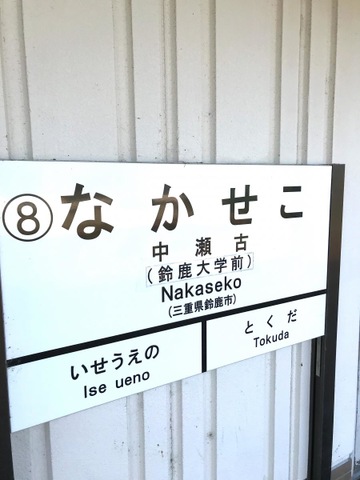 ⑧ なかせこ
中瀬古
(鈴鹿大学前)
Nakaseko
(三重県鈴鹿市)
いせうえの
Ise ueno
とくだ
Tokuda